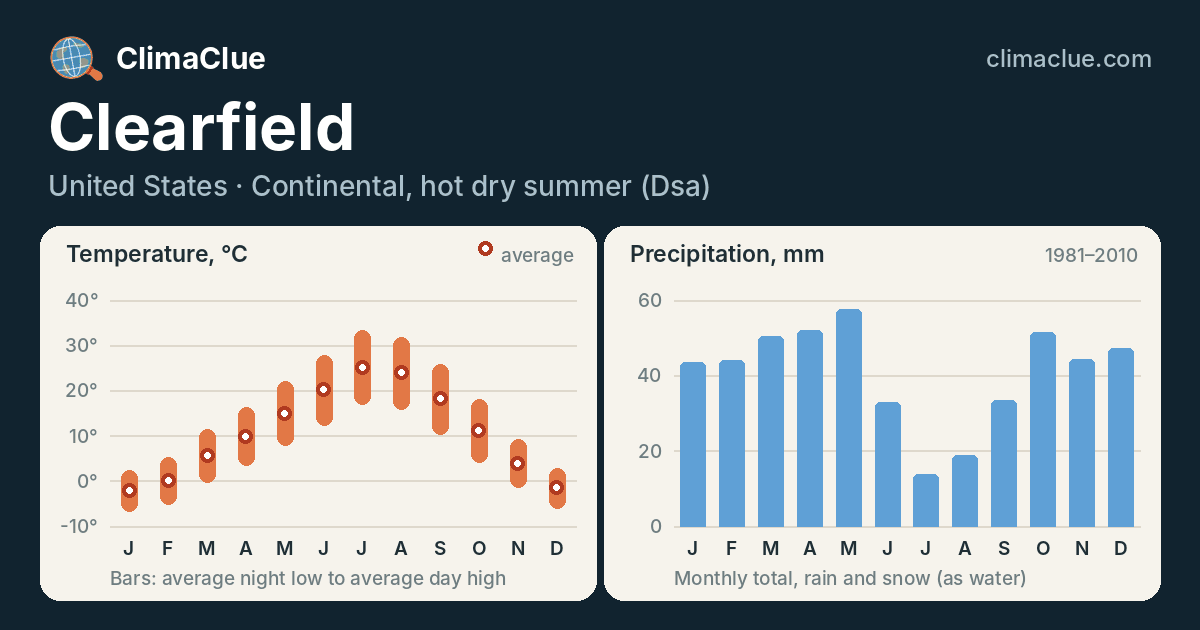 ClimaClue
climaclue.com
Clearfield
United States · Continental, hot dry summer (Dsa)
Temperature, °C
average
40°
30°
20°
10°
0°
-10°
J F M A M J J A S O N D
Bars: average night low to average day high
Precipitation, mm
1981–2010
60
40
20
0
J F M A M J J A S O N D
Monthly total, rain and snow (as water)